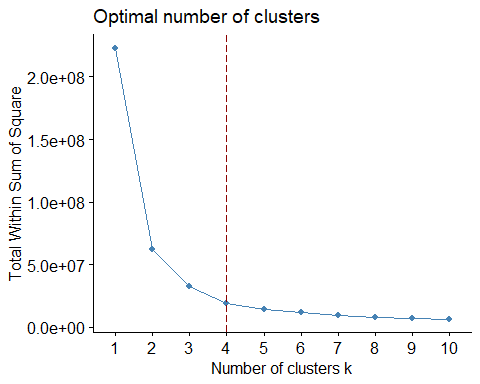 Optimal number of clusters
Total Within Sum of Square
2.0e+08
1.5e+08
1.0e+08
5.0e+07
0.0e+00
1 2 3 4 5 6 7 8 9 10
Number of clusters k